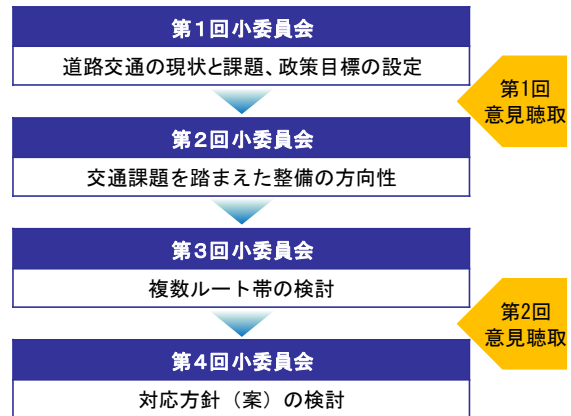 第１回小委員会
道路交通の現状と課題、政策目標の設定
第1回
意見聴取
第２回小委員会
交通課題を踏まえた整備の方向性
第３回小委員会
複数ルート帯の検討
第2回
意見聴取
第４回小委員会
対応方針（案）の検討